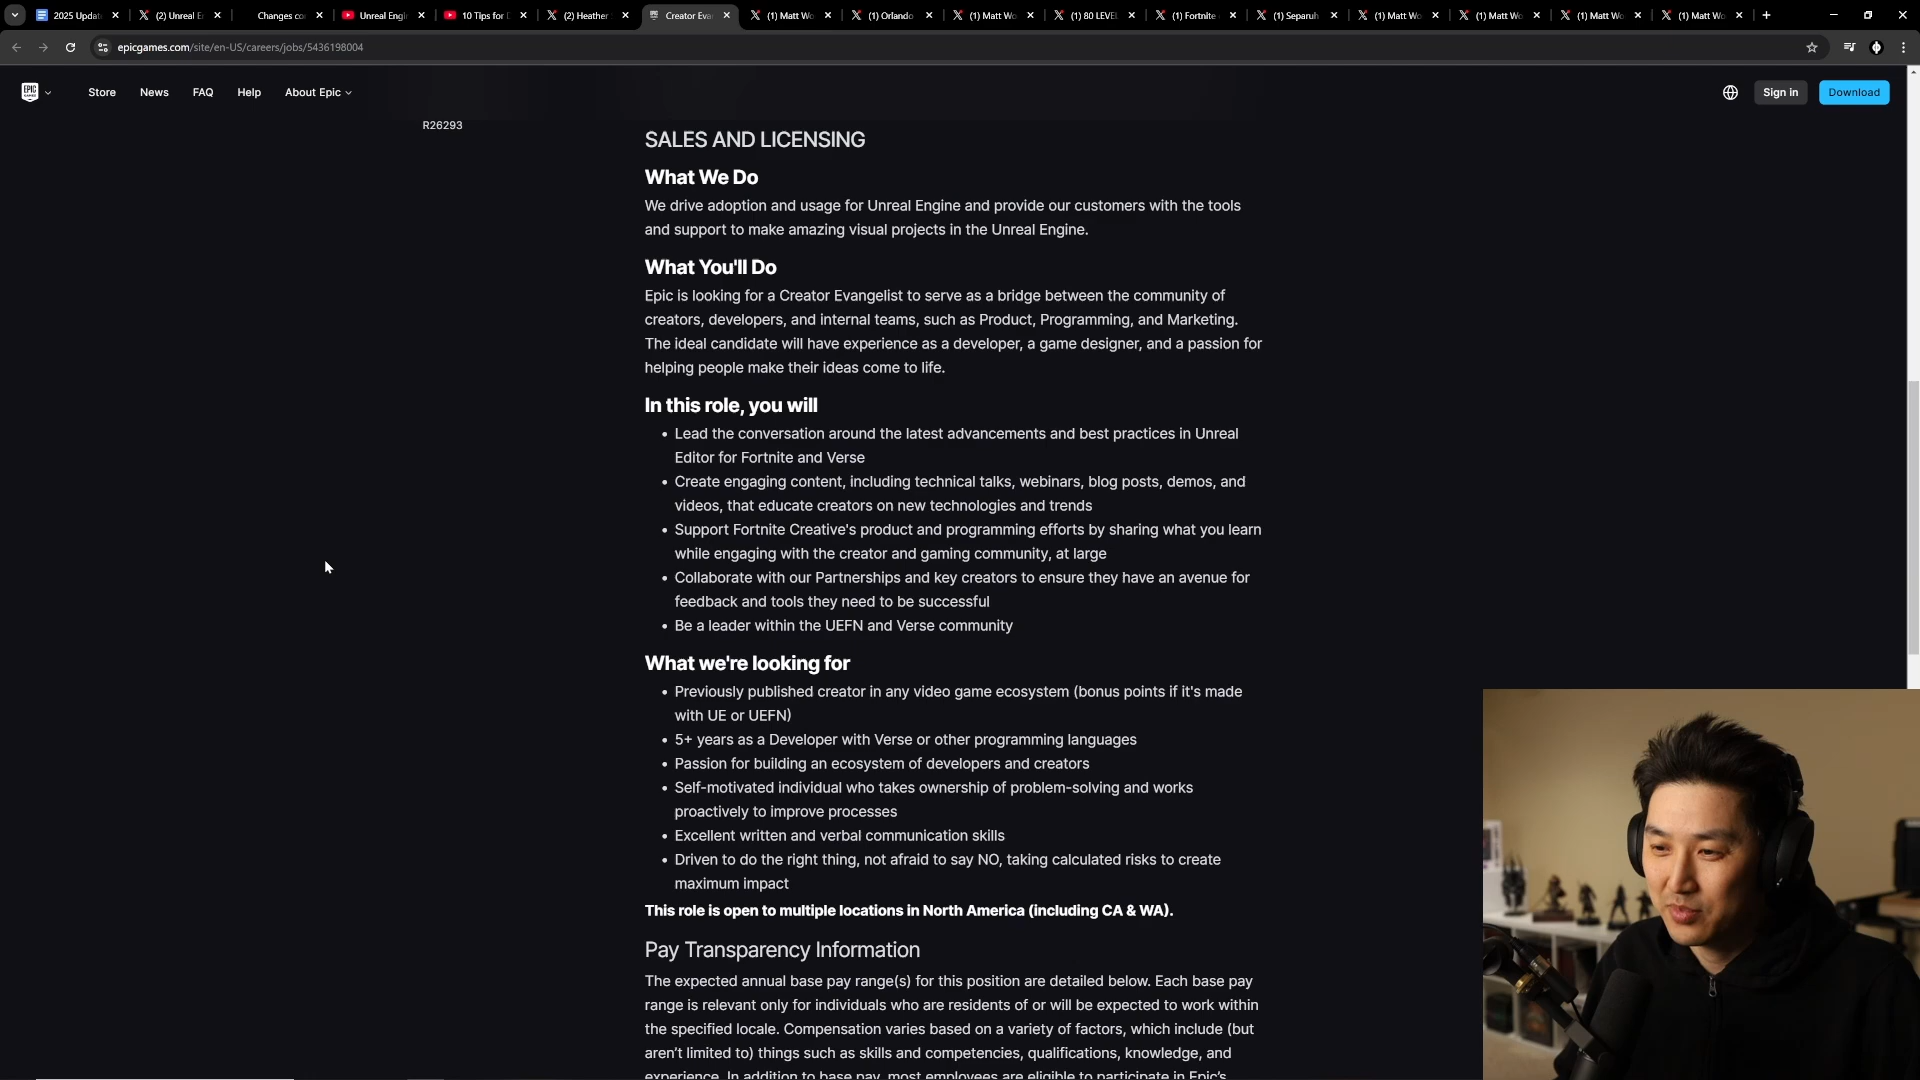 2025 Updat
(2) Unreal E
Changes co
Unreal Engi
10 Tips for
(2) Heather
Creator Eva
(1) Matt Wo
(1) Orlando
(1) Matt Wo
(1) 80 LEVE
(1) Fortnite
(1) Separuh
(1) Matt Wo
(1) Matt Wo
(1) Matt Wo
(1) Matt Wo
epicgames.com/site/en-US/careers/jobs/5436198004
EPIC GAMES
Store
News
FAQ
Help
About Epic
Sign in
Download
R26293
SALES AND LICENSING
What We Do
We drive adoption and usage for Unreal Engine and provide our customers with the tools
and support to make amazing visual projects in the Unreal Engine.
What You'll Do
Epic is looking for a Creator Evangelist to serve as a bridge between the community of
creators, developers, and internal teams, such as Product, Programming, and Marketing.
The ideal candidate will have experience as a developer, a game designer, and a passion for
helping people make their ideas come to life.
In this role, you will
• Lead the conversation around the latest advancements and best practices in Unreal
Editor for Fortnite and Verse
• Create engaging content, including technical talks, webinars, blog posts, demos, and
videos, that educate creators on new technologies and trends
• Support Fortnite Creative's product and programming efforts by sharing what you learn
while engaging with the creator and gaming community, at large
• Collaborate with our Partnerships and key creators to ensure they have an avenue for
feedback and tools they need to be successful
• Be a leader within the UEFN and Verse community
What we're looking for
• Previously published creator in any video game ecosystem (bonus points if it's made
with UE or UEFN)
• 5+ years as a Developer with Verse or other programming languages
• Passion for building an ecosystem of developers and creators
• Self-motivated individual who takes ownership of problem-solving and works
proactively to improve processes
• Excellent written and verbal communication skills
• Driven to do the right thing, not afraid to say NO, taking calculated risks to create
maximum impact
This role is open to multiple locations in North America (including CA & WA).
Pay Transparency Information
The expected annual base pay range(s) for this position are detailed below. Each base pay
range is relevant only for individuals who are residents of or will be expected to work within
the specified locale. Compensation varies based on a variety of factors, which include (but
aren't limited to) things such as skills and competencies, qualifications, knowledge, and
experience. In addition to base pay, most employees are eligible to participate in Epic's